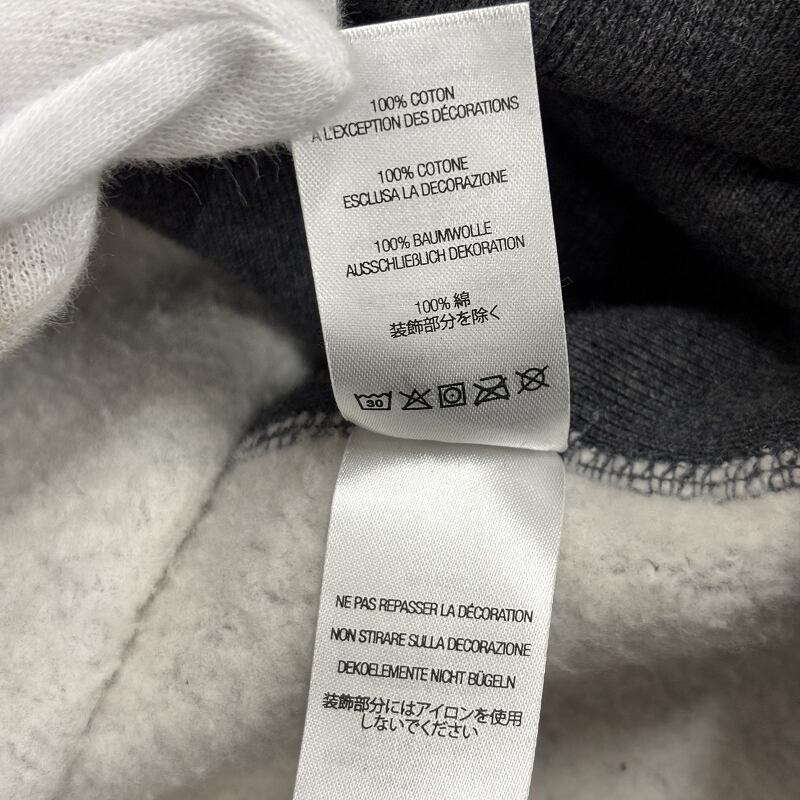 100% COTON
A L'EXCEPTION DES DÉCORATIONS
100% COTONE
ESCLUSA LA DECORAZIONE
100% BAUMWOLLE
AUSSCHLIEßLICH DEKORATION
100% 綿
装飾部分を除く
30
NE PAS REPASSER LA DÉCORATION
NON STIRARE SULLA DECORAZIONE
DEKOELEMENTE NICHT BÜGELN
装飾部分にはアイロンを使用
しないでください